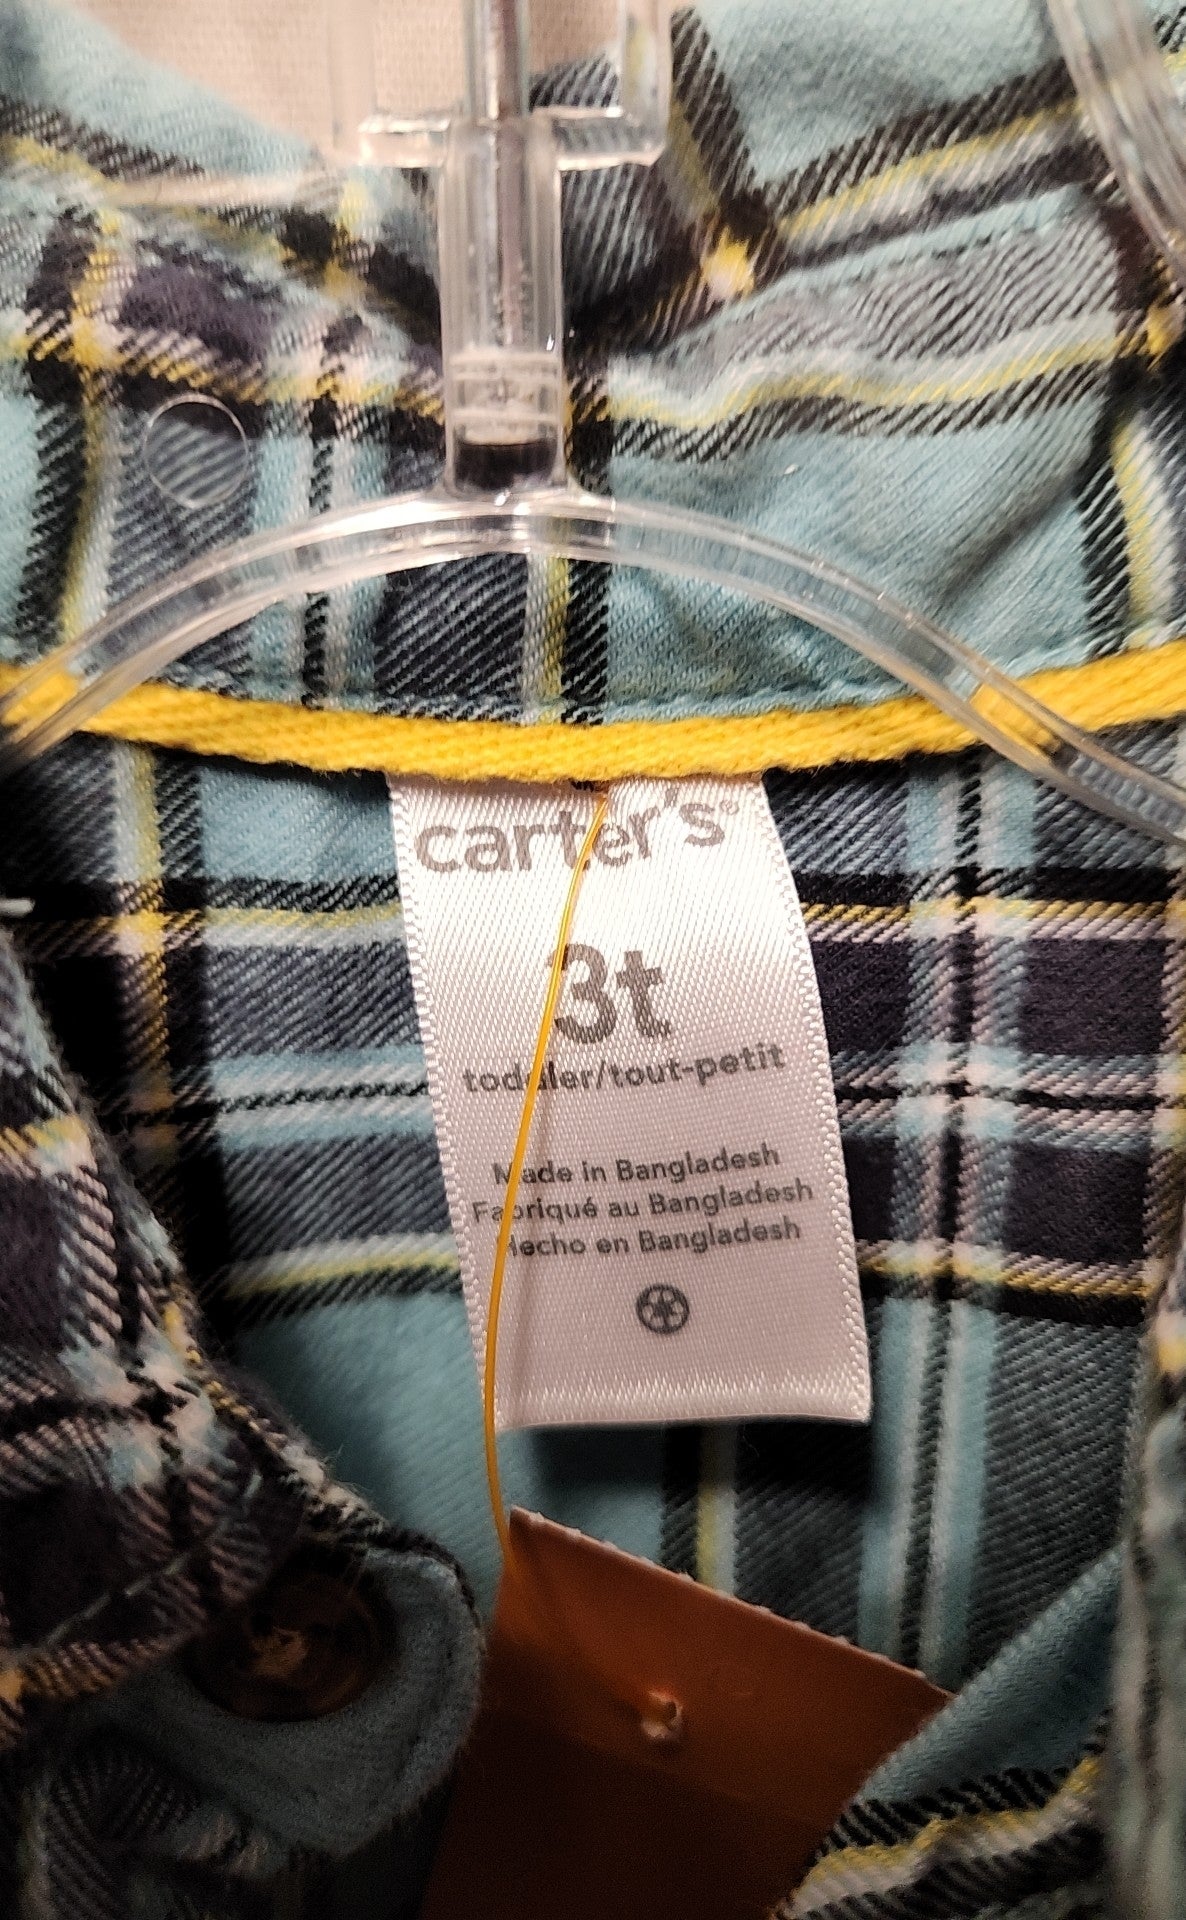 carter's®
3t
toddler/tout-petit
Made in Bangladesh
Fabriqué au Bangladesh
Hecho en Bangladesh